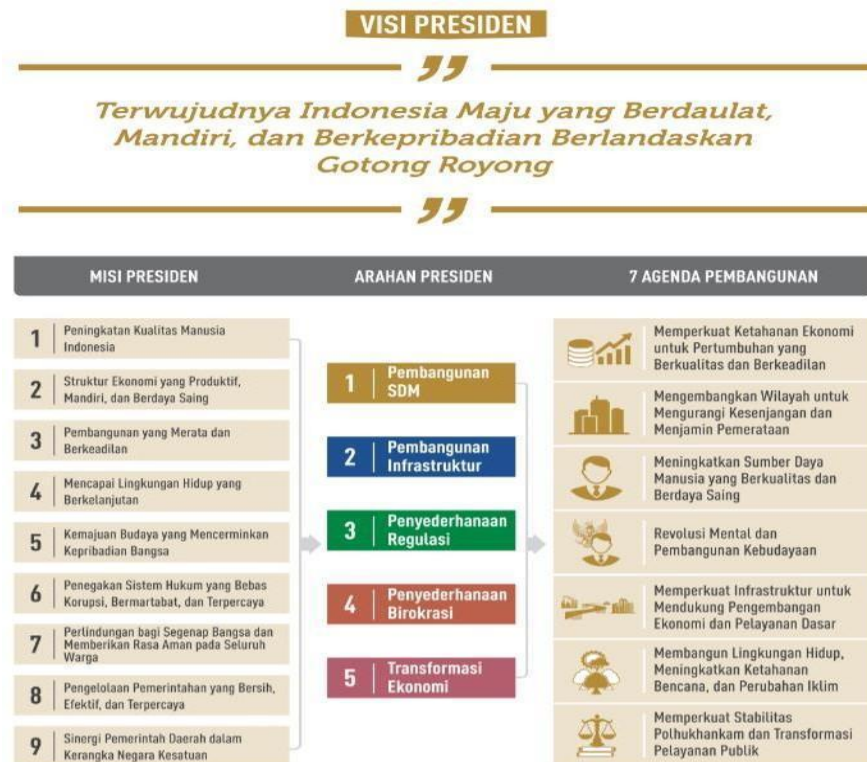 VISI PRESIDEN
”
Terwujudnya Indonesia Maju yang Berdaulat,
Mandiri, dan Berkepribadian Berlandaskan
Gotong Royong
”
MISI PRESIDEN
1
Peningkatan Kualitas Manusia
Indonesia
2
Struktur Ekonomi yang Produktif,
Mandiri, dan Berdaya Saing
3
Pembangunan yang Merata dan
Berkeadilan
4
Mencapai Lingkungan Hidup yang
Berkelanjutan
5
Kemajuan Budaya yang Mencerminkan
Kepribadian Bangsa
6
Penegakan Sistem Hukum yang Bebas
Korupsi, Bermartabat, dan Terpercaya
7
Perlindungan bagi Segenap Bangsa dan
Memberikan Rasa Aman pada Seluruh
Warga
8
Pengelolaan Pemerintahan yang Bersih,
Efektif, dan Terpercaya
9
Sinergi Pemerintah Daerah dalam
Kerangka Negara Kesatuan
ARAHAN PRESIDEN
1
Pembangunan
SDM
2
Pembangunan
Infrastruktur
3
Penyederhanaan
Regulasi
4
Penyederhanaan
Birokrasi
5
Transformasi
Ekonomi
7 AGENDA PEMBANGUNAN
Memperkuat Ketahanan Ekonomi
untuk Pertumbuhan yang
Berkualitas dan Berkeadilan
Mengembangkan Wilayah untuk
Mengurangi Kesenjangan dan
Menjamin Pemerataan
Meningkatkan Sumber Daya
Manusia yang Berkualitas dan
Berdaya Saing
Revolusi Mental dan
Pembangunan Kebudayaan
Memperkuat Infrastruktur untuk
Mendukung Pengembangan
Ekonomi dan Pelayanan Dasar
Membangun Lingkungan Hidup,
Meningkatkan Ketahanan
Bencana, dan Perubahan Iklim
Memperkuat Stabilitas
Polhukhankam dan Transformasi
Pelayanan Publik